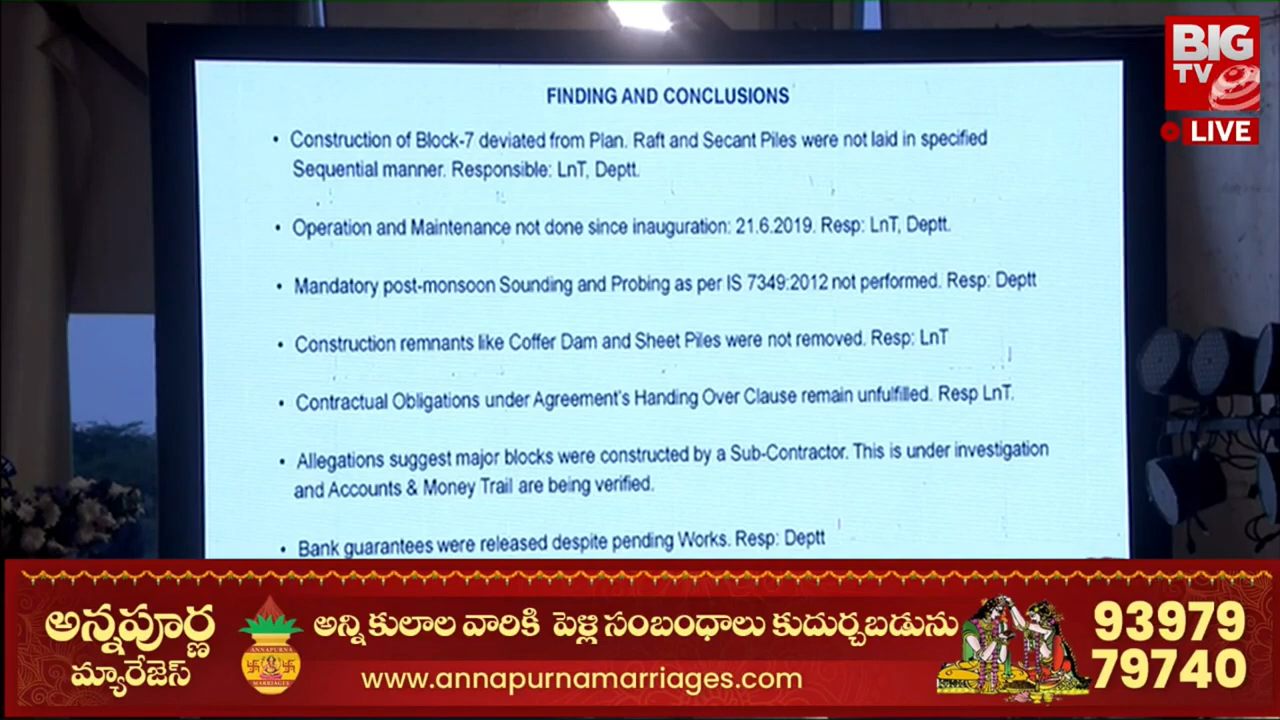 BIG
TV
LIVE
FINDING AND CONCLUSIONS
• Construction of Block-7 deviated from Plan. Raft and Secant Piles were not laid in specified
Sequential manner. Responsible: LnT, Deptt.
• Operation and Maintenance not done since inauguration: 21.6.2019. Resp: LnT, Deptt.
• Mandatory post-monsoon Sounding and Probing as per IS 7349:2012 not performed. Resp: Deptt
• Construction remnants like Coffer Dam and Sheet Piles were not removed. Resp: LnT
• Contractual Obligations under Agreement's Handing Over Clause remain unfulfilled. Resp LnT.
• Allegations suggest major blocks were constructed by a Sub-Contractor. This is under investigation
and Accounts & Money Trail are being verified.
• Bank guarantees were released despite pending Works. Resp: Deptt
అన్నపూర్ణ
మ్యారేజెస్
ANNAPURNA
MARRIAGES
అన్ని కులాల వారికి పెళ్లి సంబంధాలు కుదుర్చబడును
www.annapurnamarriages.com
93979
79740